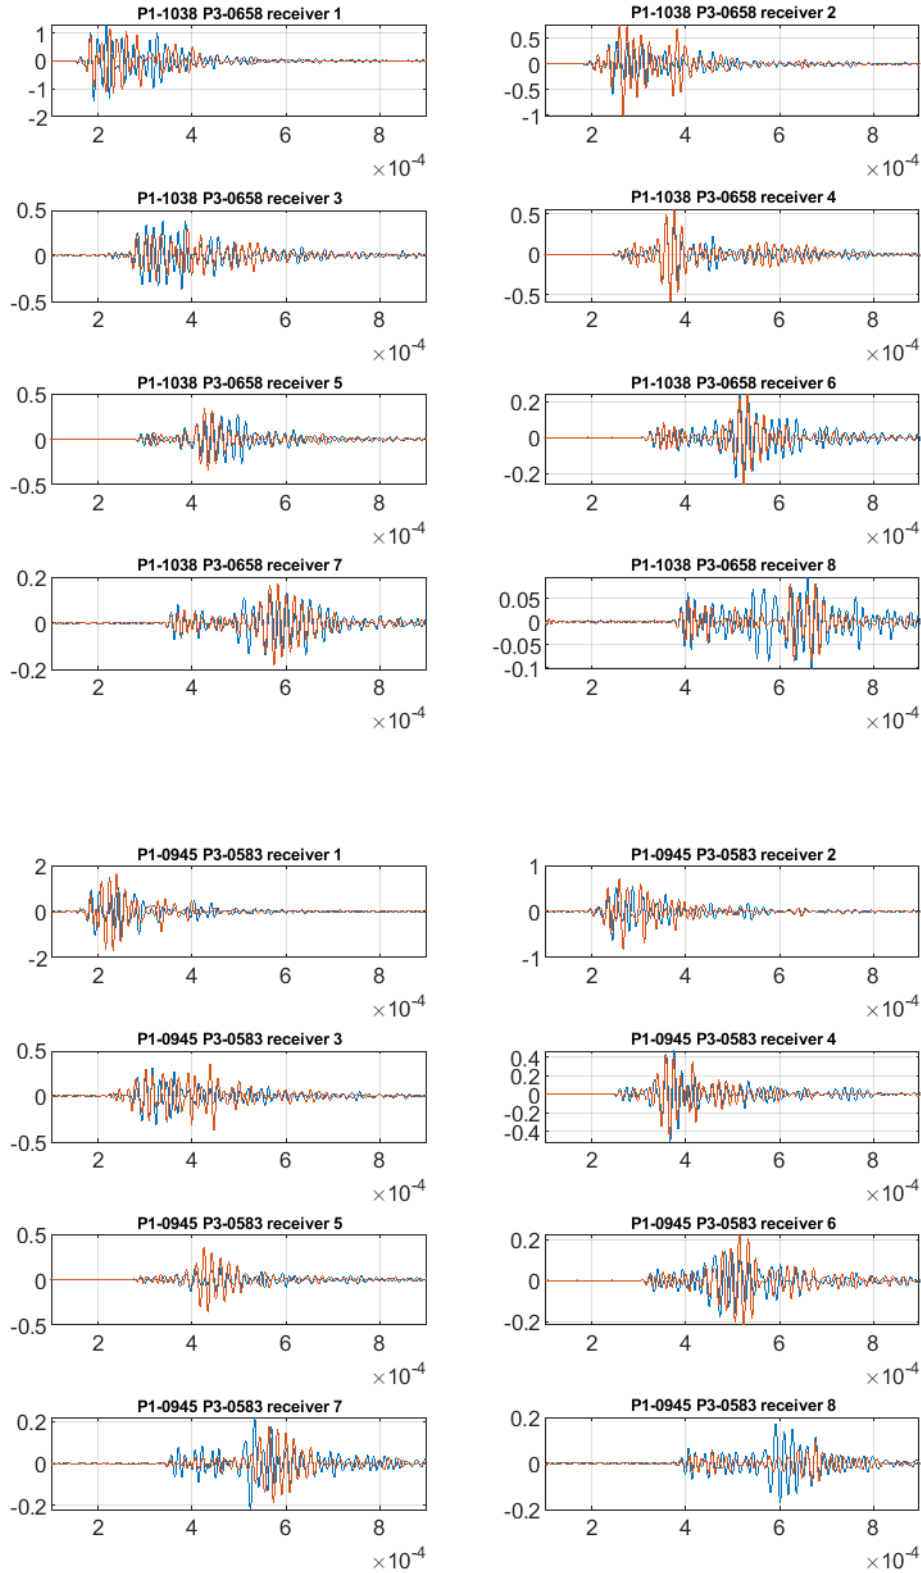 P1-1038 P3-0658 receiver 1
1
0
-1
-2
2 4 6 8
×10-4
P1-1038 P3-0658 receiver 2
0.5
0
-0.5
-1
2 4 6 8
×10-4
P1-1038 P3-0658 receiver 3
0.5
0
-0.5
2 4 6 8
×10-4
P1-1038 P3-0658 receiver 4
0.5
0
-0.5
2 4 6 8
×10-4
P1-1038 P3-0658 receiver 5
0.5
0
-0.5
2 4 6 8
×10-4
P1-1038 P3-0658 receiver 6
0.2
0
-0.2
2 4 6 8
×10-4
P1-1038 P3-0658 receiver 7
0.2
0
-0.2
2 4 6 8
×10-4
P1-1038 P3-0658 receiver 8
0.05
0
-0.05
-0.1
2 4 6 8
×10-4
P1-0945 P3-0583 receiver 1
2
0
-2
2 4 6 8
×10-4
P1-0945 P3-0583 receiver 2
1
0
-1
2 4 6 8
×10-4
P1-0945 P3-0583 receiver 3
0.5
0
-0.5
2 4 6 8
×10-4
P1-0945 P3-0583 receiver 4
0.4
0.2
0
-0.2
-0.4
2 4 6 8
×10-4
P1-0945 P3-0583 receiver 5
0.5
0
-0.5
2 4 6 8
×10-4
P1-0945 P3-0583 receiver 6
0.2
0
-0.2
2 4 6 8
×10-4
P1-0945 P3-0583 receiver 7
0.2
0
-0.2
2 4 6 8
×10-4
P1-0945 P3-0583 receiver 8
0.2
0
-0.2
2 4 6 8
×10-4